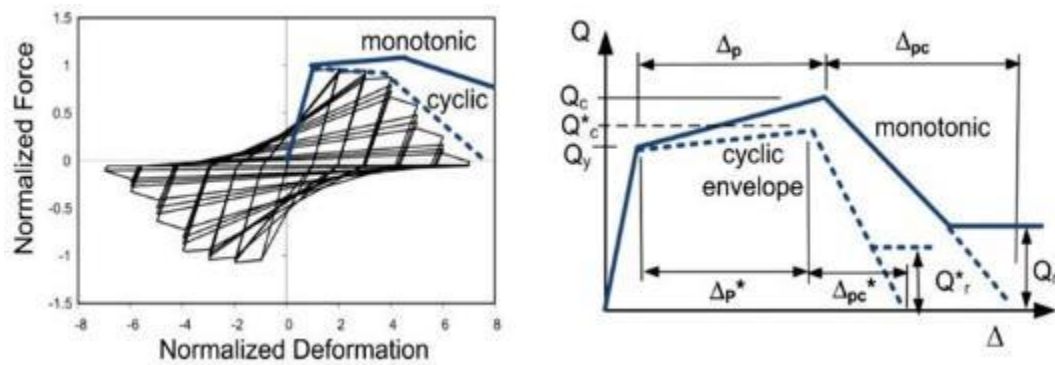 Normalized Force
1.5
1
0.5
0
-0.5
-1
-1.5
monotonic
cyclic
-8 -6 -4 -2 0 2 4 6 8
Normalized Deformation
Q
Δp
Δpc
Qc
Q*c
Qy
monotonic
cyclic
envelope
ΔP*
Δpc*
Q*r
Δ